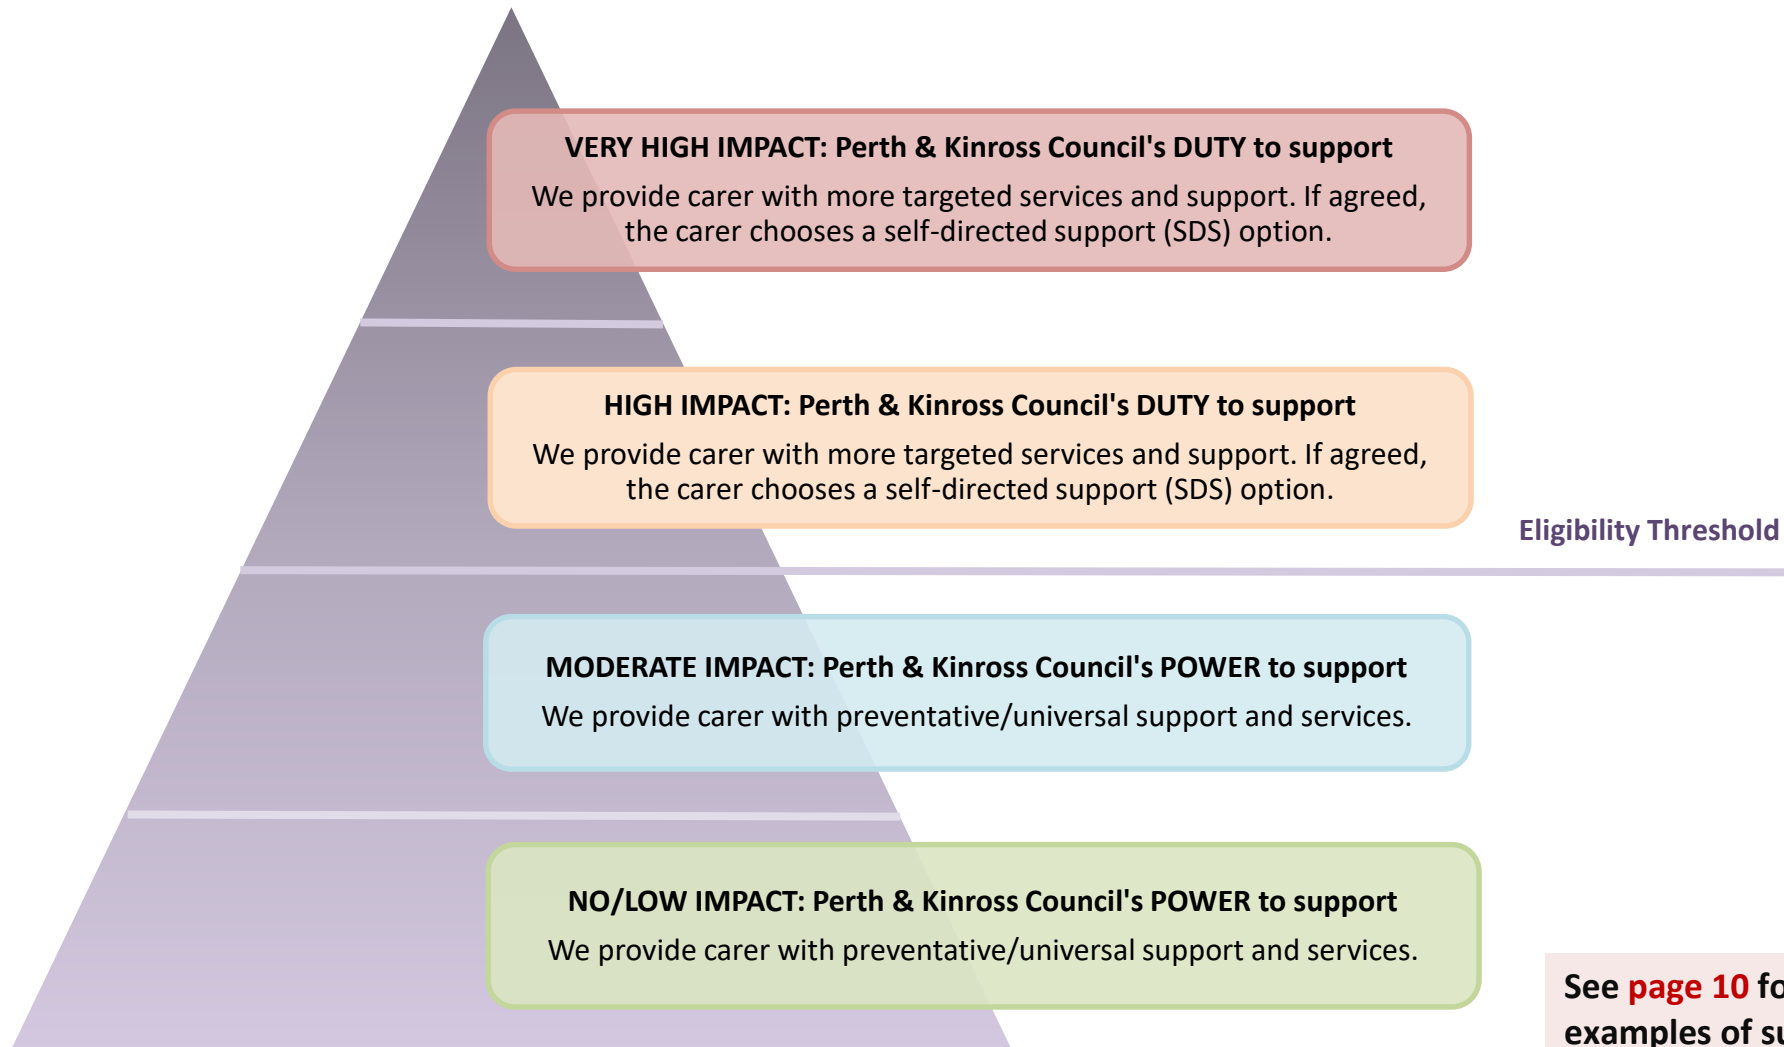 VERY HIGH IMPACT: Perth & Kinross Council's DUTY to support
We provide carer with more targeted services and support. If agreed,
the carer chooses a self-directed support (SDS) option.
HIGH IMPACT: Perth & Kinross Council's DUTY to support
We provide carer with more targeted services and support. If agreed,
the carer chooses a self-directed support (SDS) option.
Eligibility Threshold
MODERATE IMPACT: Perth & Kinross Council's POWER to support
We provide carer with preventative/universal support and services.
NO/LOW IMPACT: Perth & Kinross Council's POWER to support
We provide carer with preventative/universal support and services.
See page 10
examples of